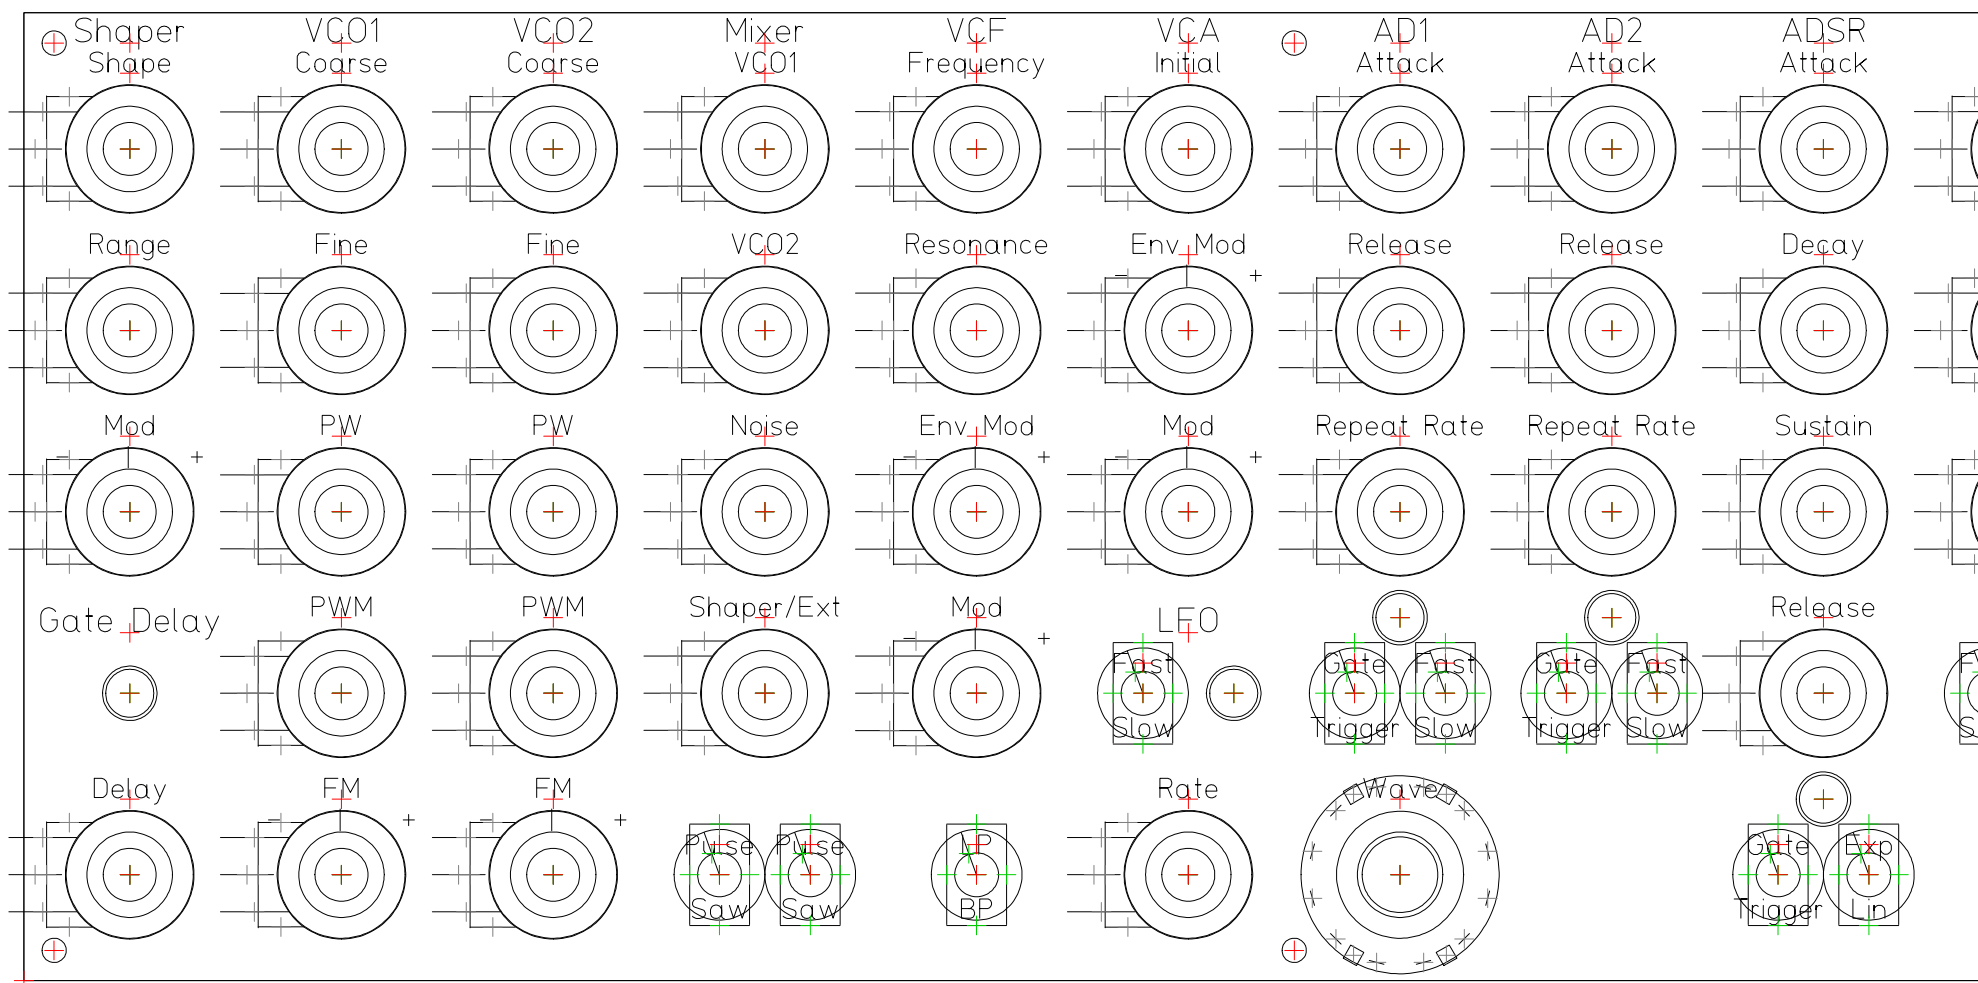 Shaper VCO1 VCO2 Mixer VCF VCA AD1 AD2 ADSR
Shape Coarse Coarse VCO1 Frequency Initial Attack Attack Attack
Range Fine Fine VCO2 Resonance Env Mod Release Release Decay
- +
Mod PW PW Noise Env Mod Mod Repeat Rate Repeat Rate Sustain
- + - + - +
PWM PWM Shaper/Ext Mod Release
Gate Delay LFO
- +
Fast Gate Fast Gate Fast
Slow Trigger Slow Trigger Slow
Delay FM FM Rate Wave
- + - +
Pulse Pulse LP Gate Exp
Saw Saw BP Trigger Lin